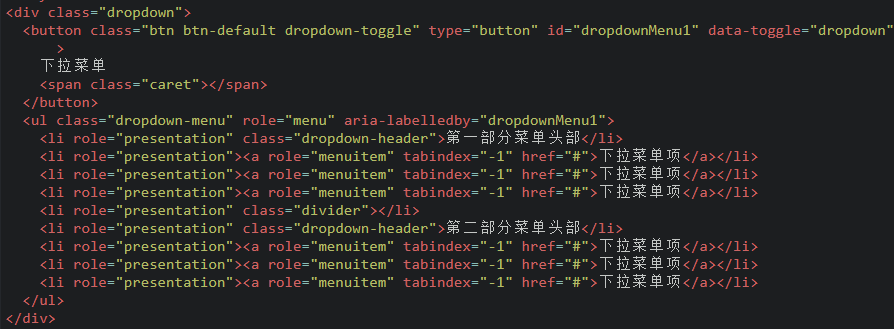 <div class="dropdown">
<button class="btn btn-default dropdown-toggle" type="button" id="dropdownMenu1" data-toggle="dropdown"
>
下拉菜单
<span class="caret"></span>
</button>
<ul class="dropdown-menu" role="menu" aria-labelledby="dropdownMenu1">
<li role="presentation" class="dropdown-header">第一部分菜单头部</li>
<li role="presentation"><a role="menuitem" tabindex="-1" href="#">下拉菜单项</a></li>
<li role="presentation"><a role="menuitem" tabindex="-1" href="#">下拉菜单项</a></li>
<li role="presentation"><a role="menuitem" tabindex="-1" href="#">下拉菜单项</a></li>
<li role="presentation" class="divider"></li>
<li role="presentation" class="dropdown-header">第二部分菜单头部</li>
<li role="presentation"><a role="menuitem" tabindex="-1" href="#">下拉菜单项</a></li>
<li role="presentation"><a role="menuitem" tabindex="-1" href="#">下拉菜单项</a></li>
<li role="presentation"><a role="menuitem" tabindex="-1" href="#">下拉菜单项</a></li>
</ul>
</div>